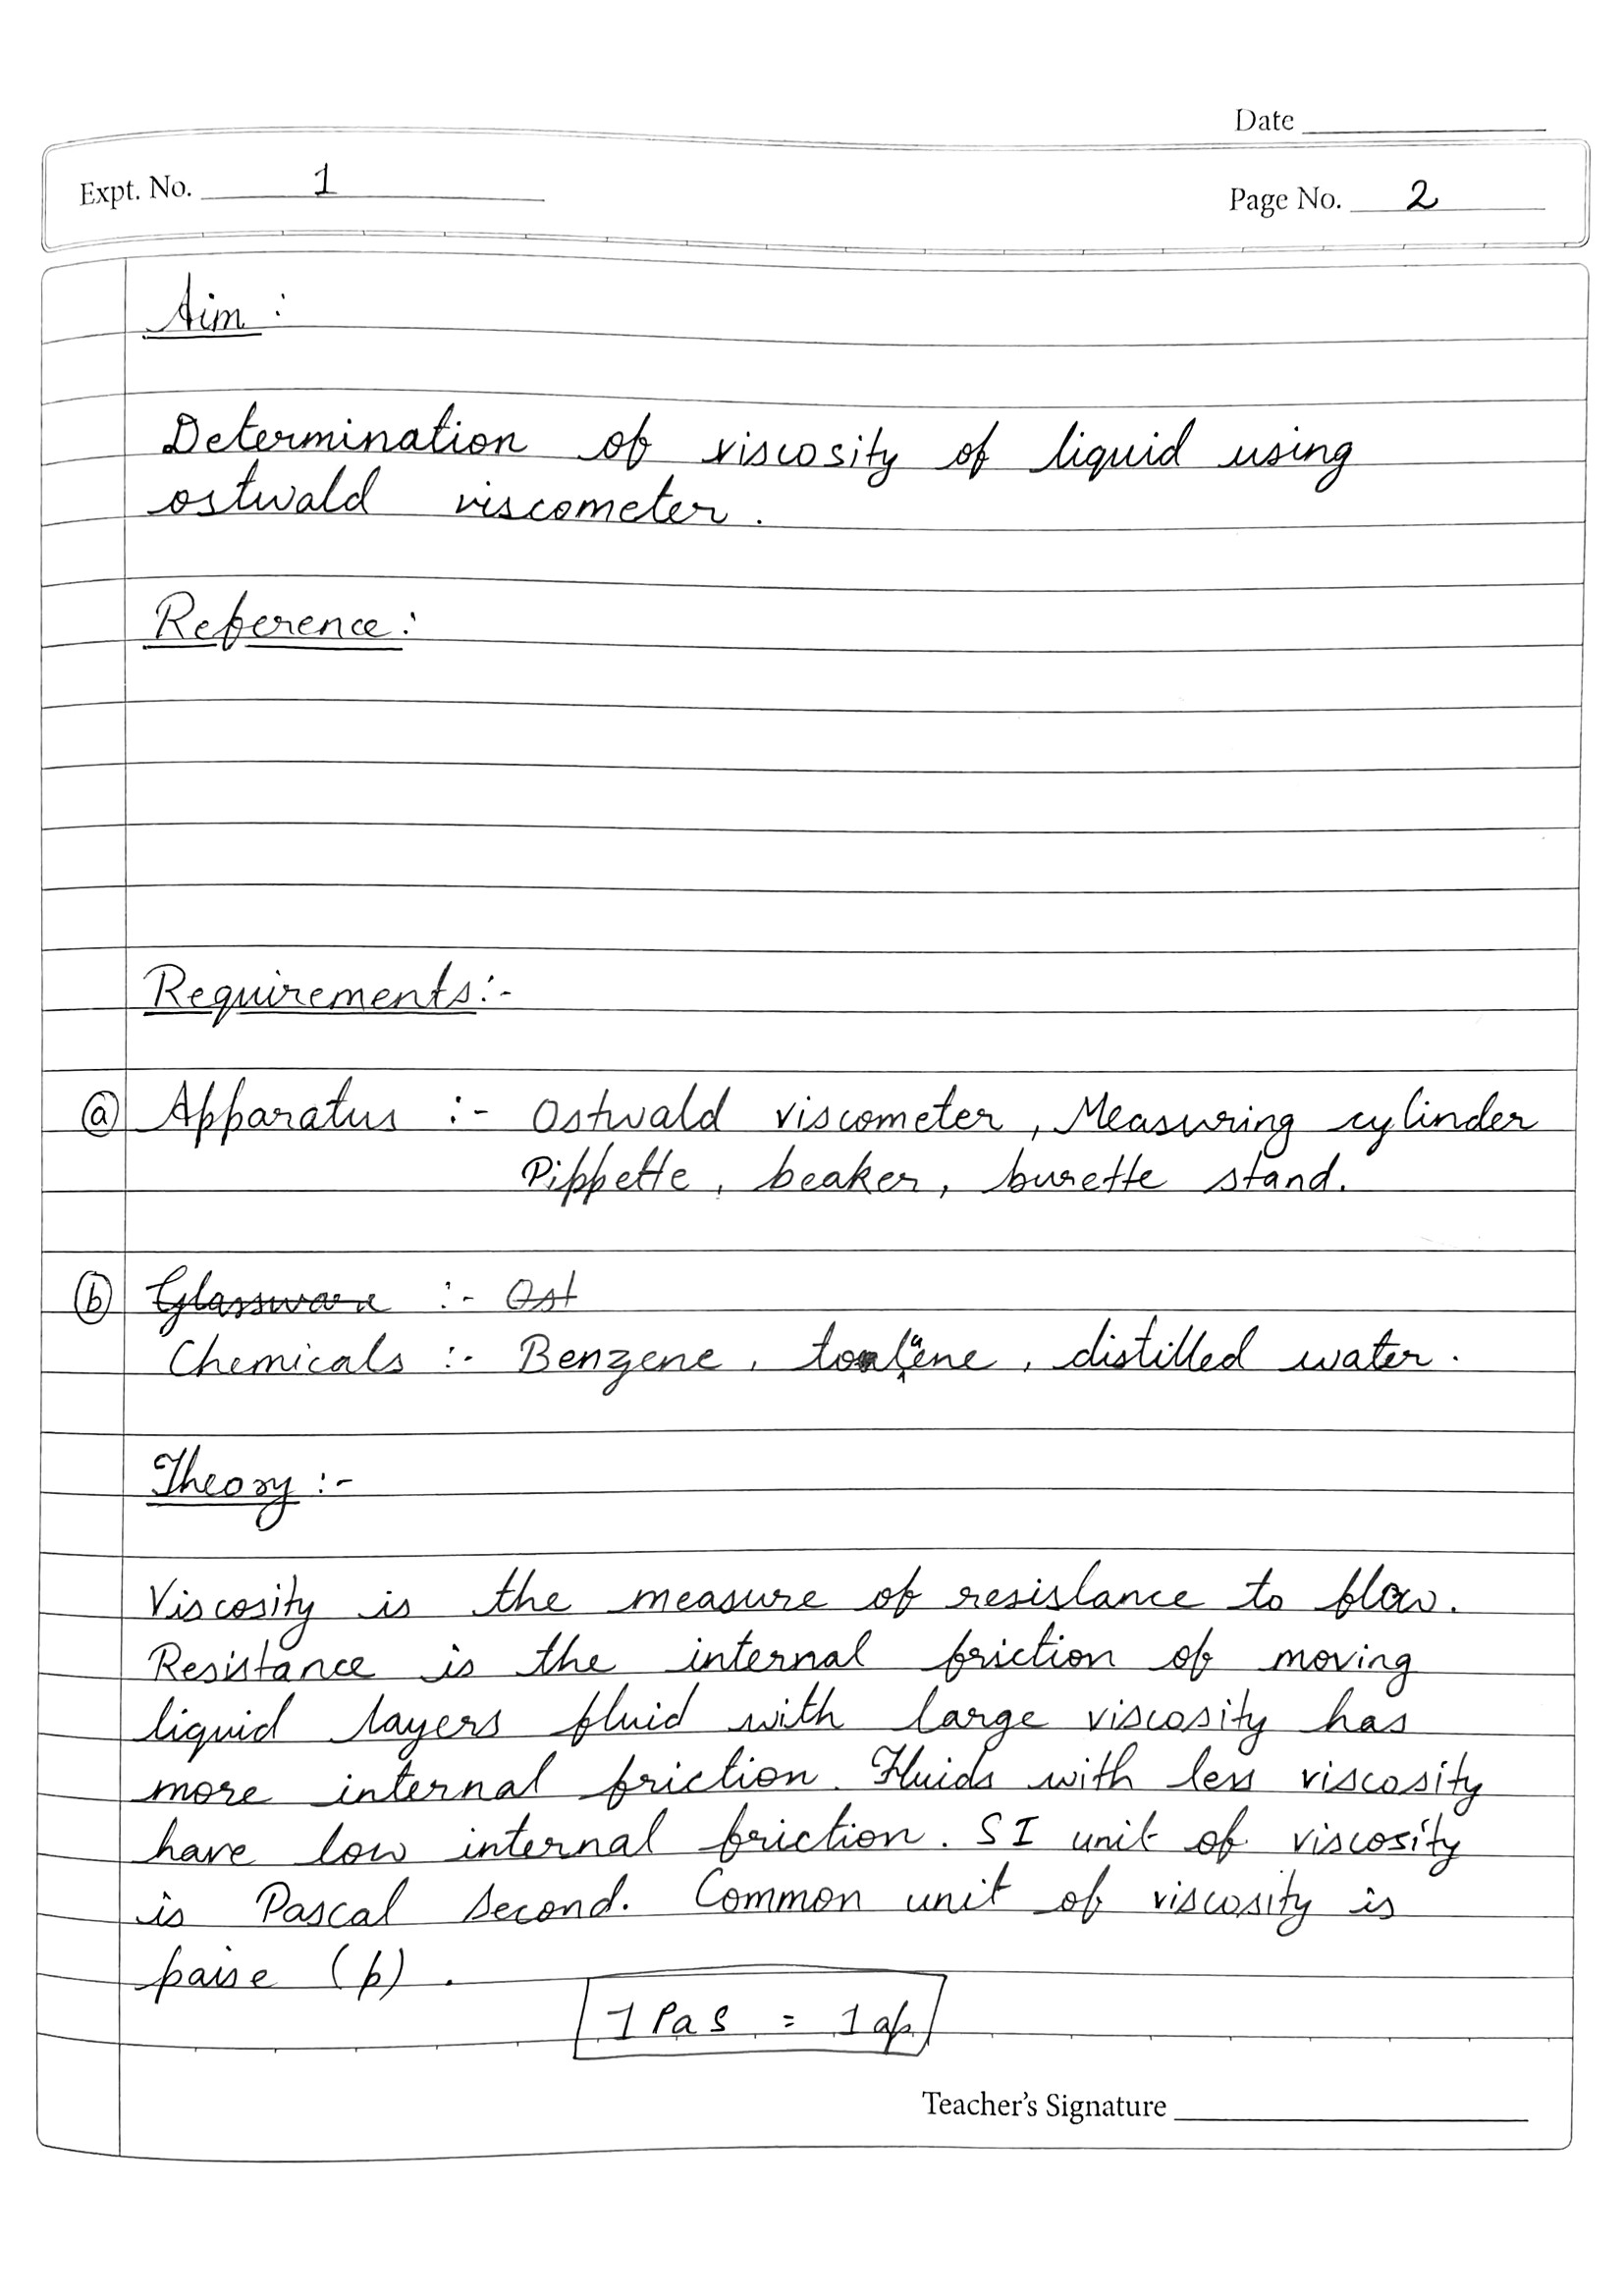 Date
Expt. No. 1
Page No. 2
Aim :
Determination of viscosity of liquid using
ostwald viscometer.
Reference :
Requirements :-
(a) Apparatus :- Ostwald viscometer, Measuring cylinder
Pippette, beaker, burette stand.
(b) Glassware :- Ost
Chemicals :- Benzene, toulene, distilled water.
Theory :-
Viscosity is the measure of resistance to flow.
Resistance is the internal friction of moving
liquid layers fluid with large viscosity has
more internal friction. Fluids with less viscosity
have low internal friction. SI unit of viscosity
is Pascal second. Common unit of viscosity is
paise (p).
1 Pa S = 1
Teacher's Signature